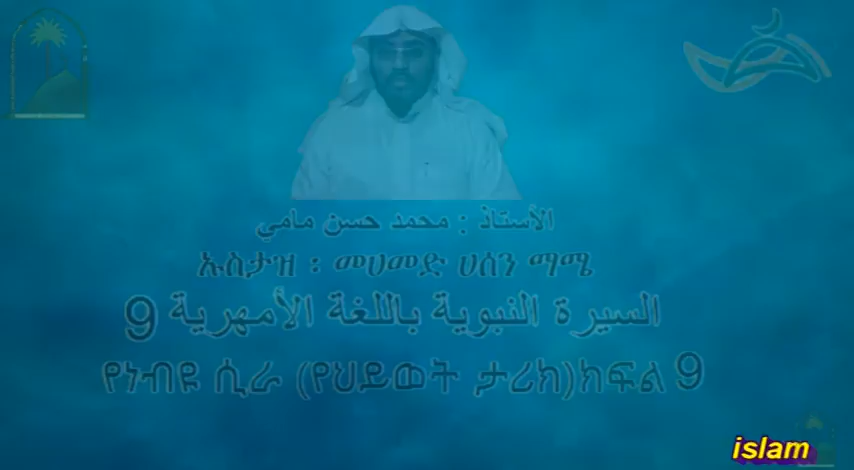 الأستاذ : محمد حسن مامي
ኡስታዝ ፡ መሀመድ ሀሰን ማሜ
السيرة النبوية باللغة الأمهرية 9
የነብዩ ሲራ (የህይወት ታሪክ)ክፍል 9
islam